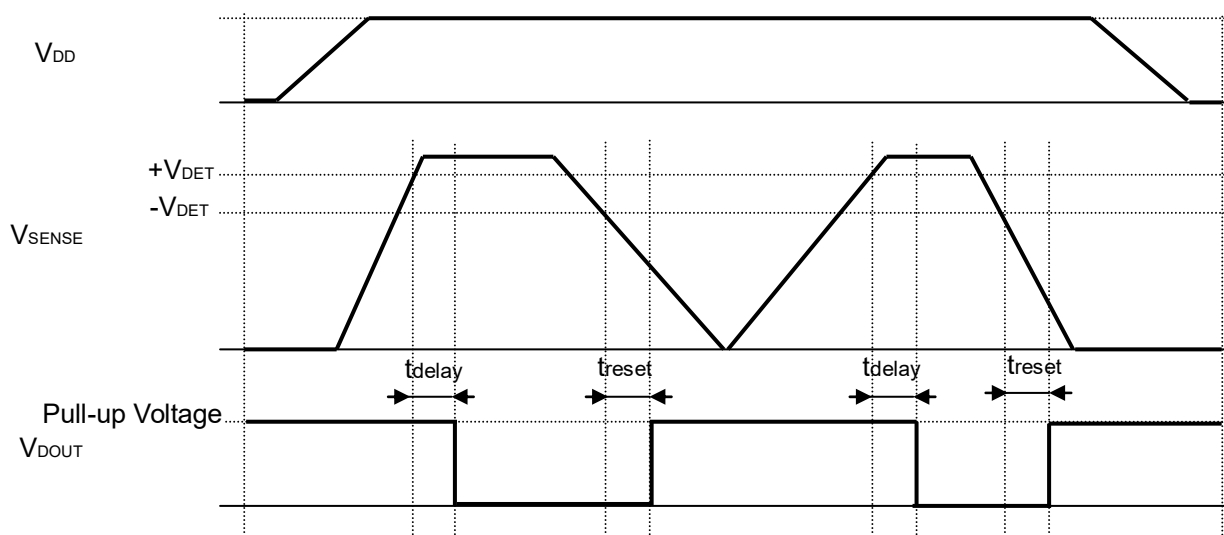 VDD
+VDET
-VDET
VSENSE
tdelay
treset
tdelay
treset
Pull-up Voltage
VDOUT